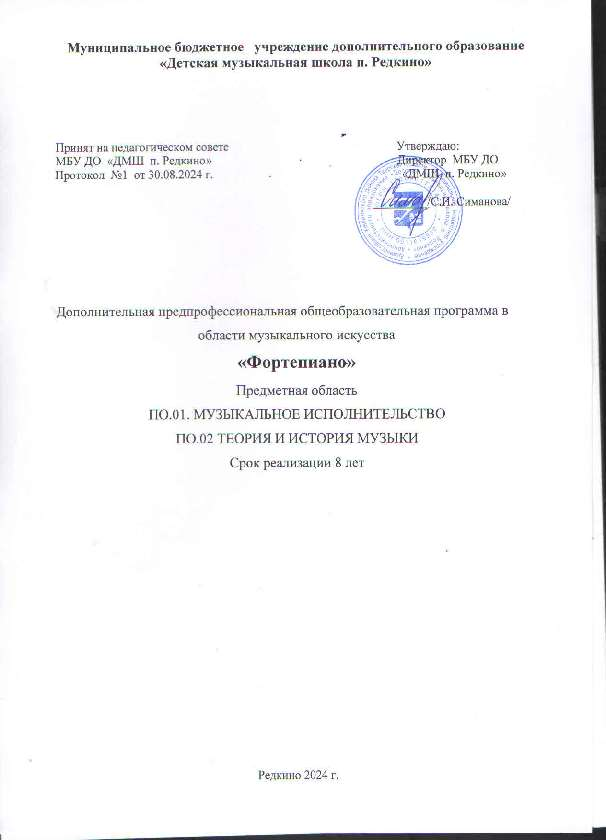 Муниципальное бюджетное учреждение дополнительного образование
«Детская музыкальная школа п. Редкино»
Принят на педагогическом совете
МБУ ДО «ДМШ п. Редкино»
Протокол №1 от 30.08.2024 г.
Утверждаю:
Директор МБУ ДО
«ДМШ п. Редкино»
/С.И. Симанова/
Дополнительная предпрофессиональная общеобразовательная программа в
области музыкального искусства
«Фортепиано»
Предметная область
ПО.01. МУЗЫКАЛЬНОЕ ИСПОЛНИТЕЛЬСТВО
ПО.02 ТЕОРИЯ И ИСТОРИЯ МУЗЫКИ
Срок реализации 8 лет
Редкино 2024 г.